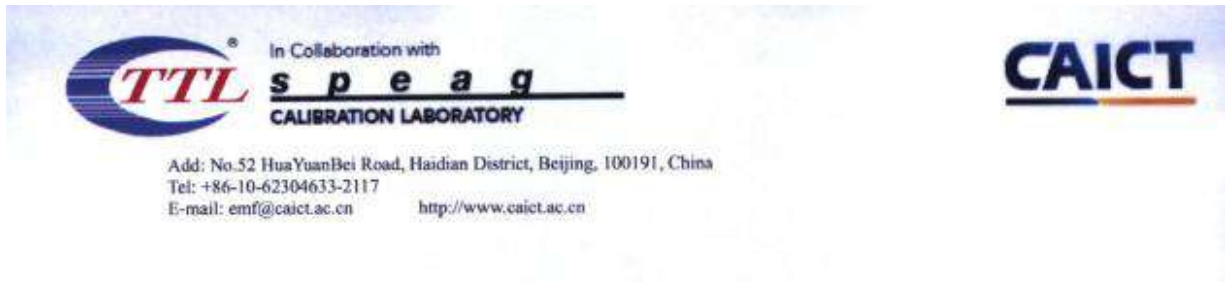 TTL ®
In Collaboration with
s p e a g
CALIBRATION LABORATORY
CAICT
Add: No.52 HuaYuanBei Road, Haidian District, Beijing, 100191, China
Tel: +86-10-62304633-2117
E-mail: emf@caict.ac.cn http://www.caict.ac.cn